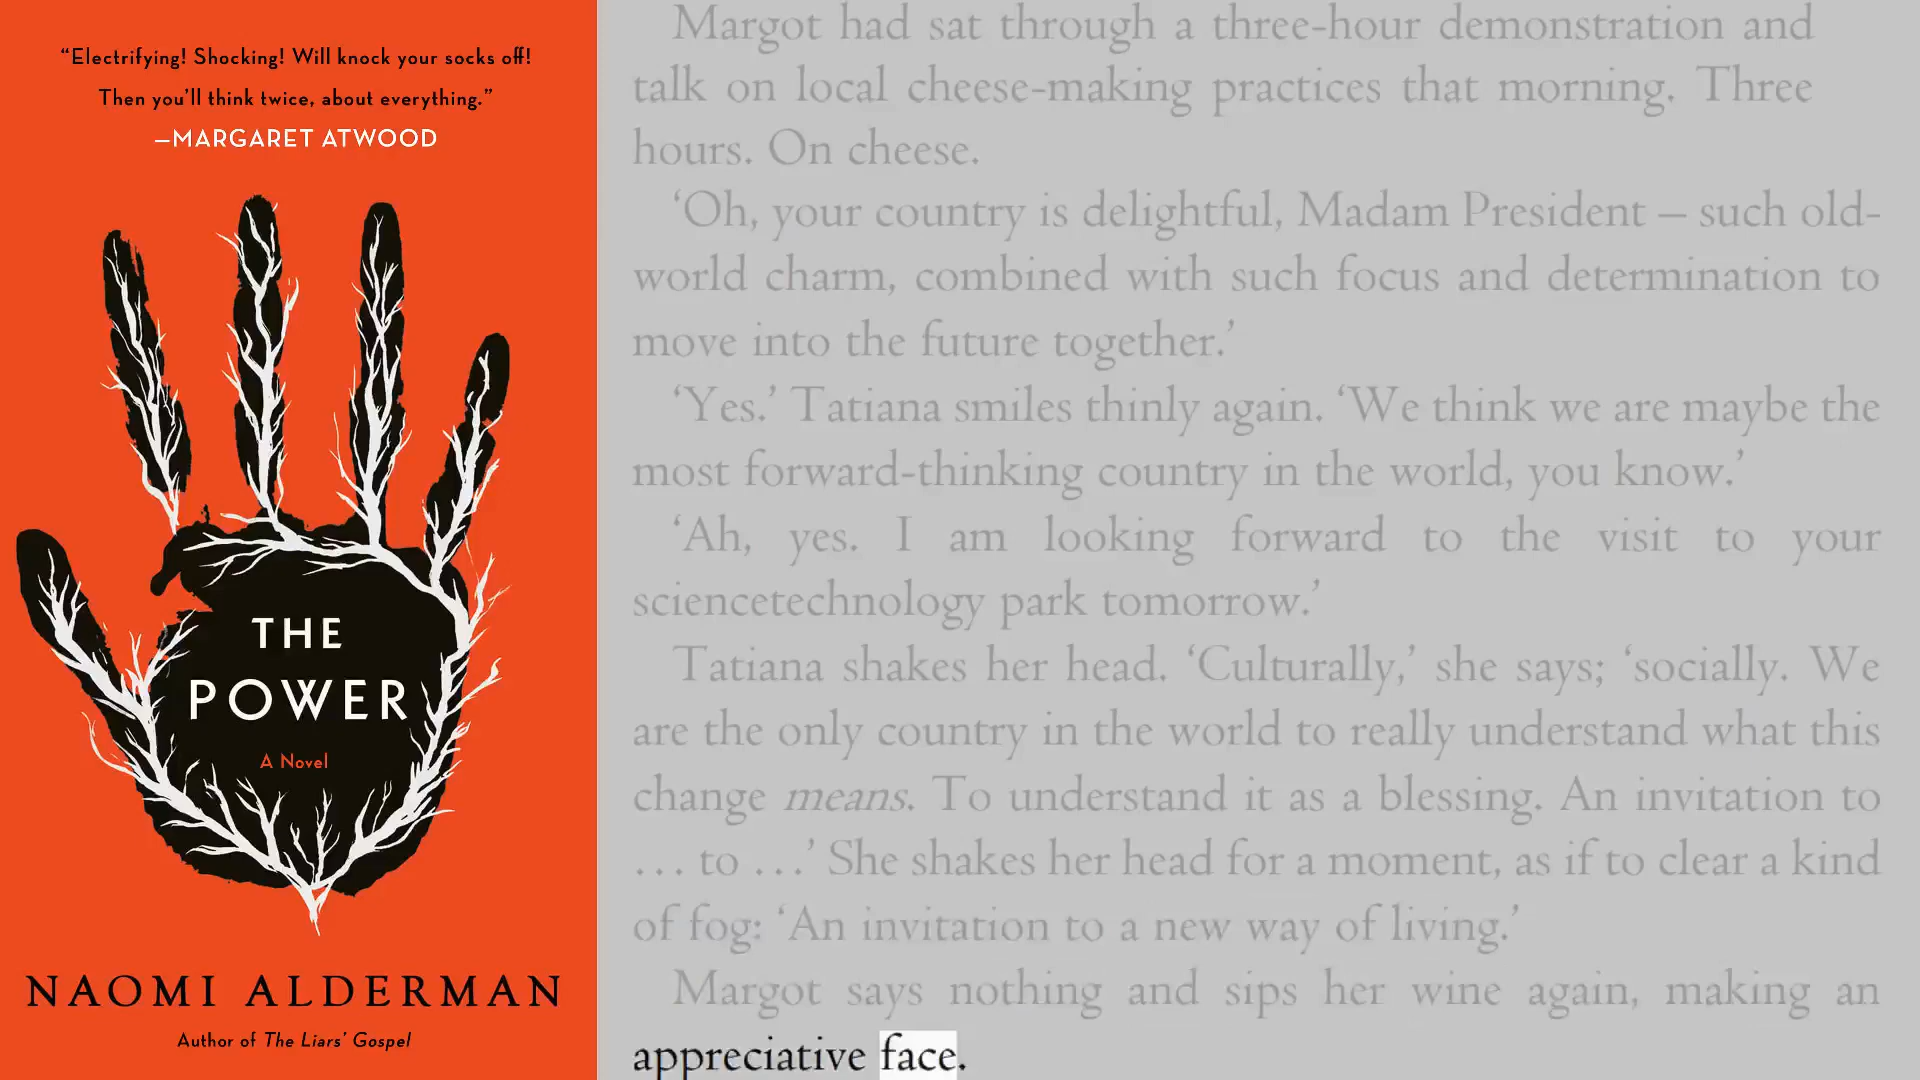 “Electrifying! Shocking! Will knock your socks off!
Then you’ll think twice, about everything.”
—MARGARET ATWOOD
THE
POWER
A Novel
NAOMI ALDERMAN
Author of The Liars’ Gospel
Margot had sat through a three-hour demonstration and
talk on local cheese-making practices that morning. Three
hours. On cheese.
‘Oh, your country is delightful, Madam President – such old-
world charm, combined with such focus and determination to
move into the future together.’
‘Yes.’ Tatiana smiles thinly again. ‘We think we are maybe the
most forward-thinking country in the world, you know.’
‘Ah, yes. I am looking forward to the visit to your
sciencetechnology park tomorrow.’
Tatiana shakes her head. ‘Culturally,’ she says; ‘socially. We
are the only country in the world to really understand what this
change means. To understand it as a blessing. An invitation to
. . . to . . .’ She shakes her head for a moment, as if to clear a kind
of fog: ‘An invitation to a new way of living.’
Margot says nothing and sips her wine again, making an
appreciative face.